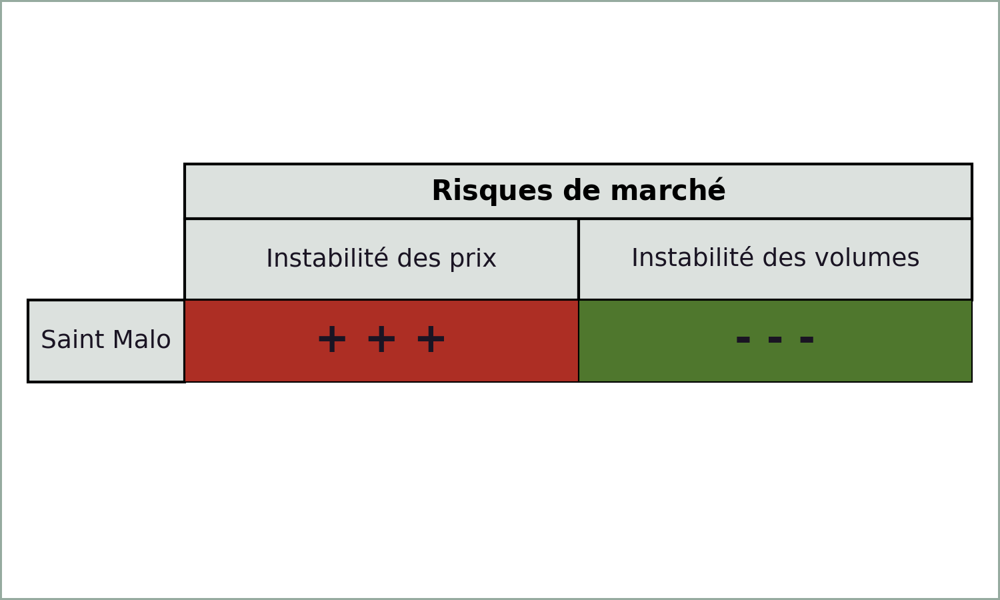 Risques de marché
Instabilité des prix
Instabilité des volumes
Saint Malo
+ + +
- - -